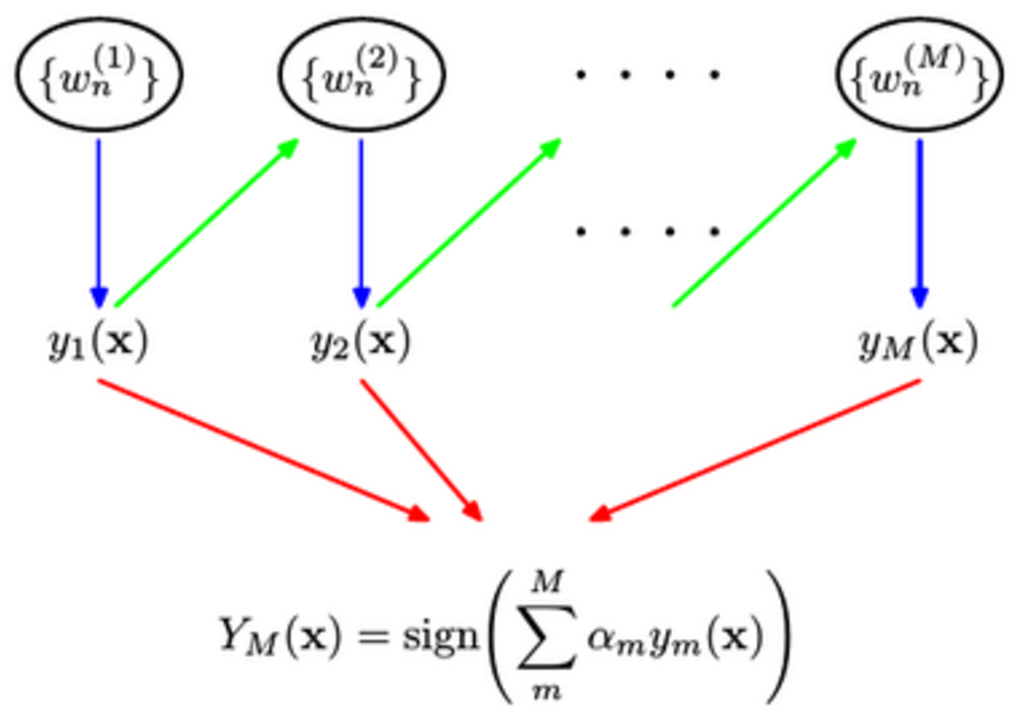 {w_n^{(1)}} {w_n^{(2)}} . . . . {w_n^{(M)}}
. . . .
y_1(x) y_2(x) y_M(x)
Y_M(x) = sign(∑_m^M α_m y_m(x))